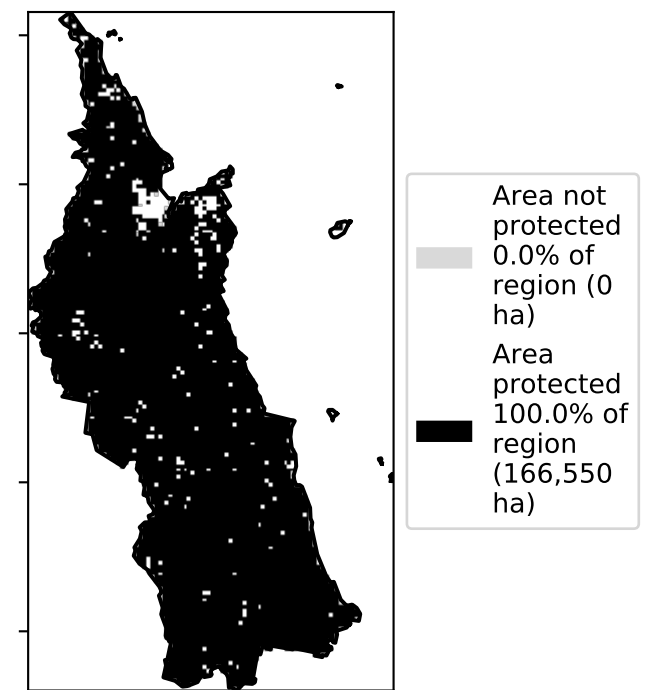 Area not
protected
0.0% of
region (0
ha)
Area
protected
100.0% of
region
(166,550
ha)